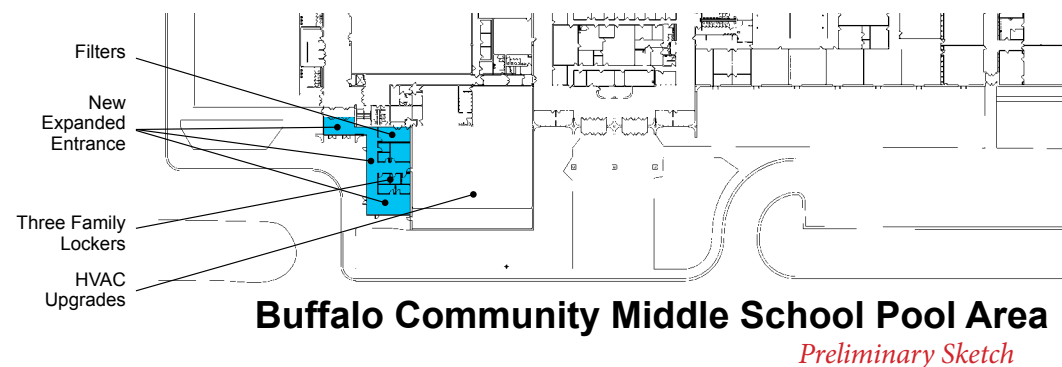 Filters
New
Expanded
Entrance
Three Family
Lockers
HVAC
Upgrades
Buffalo Community Middle School Pool Area
Preliminary Sketch